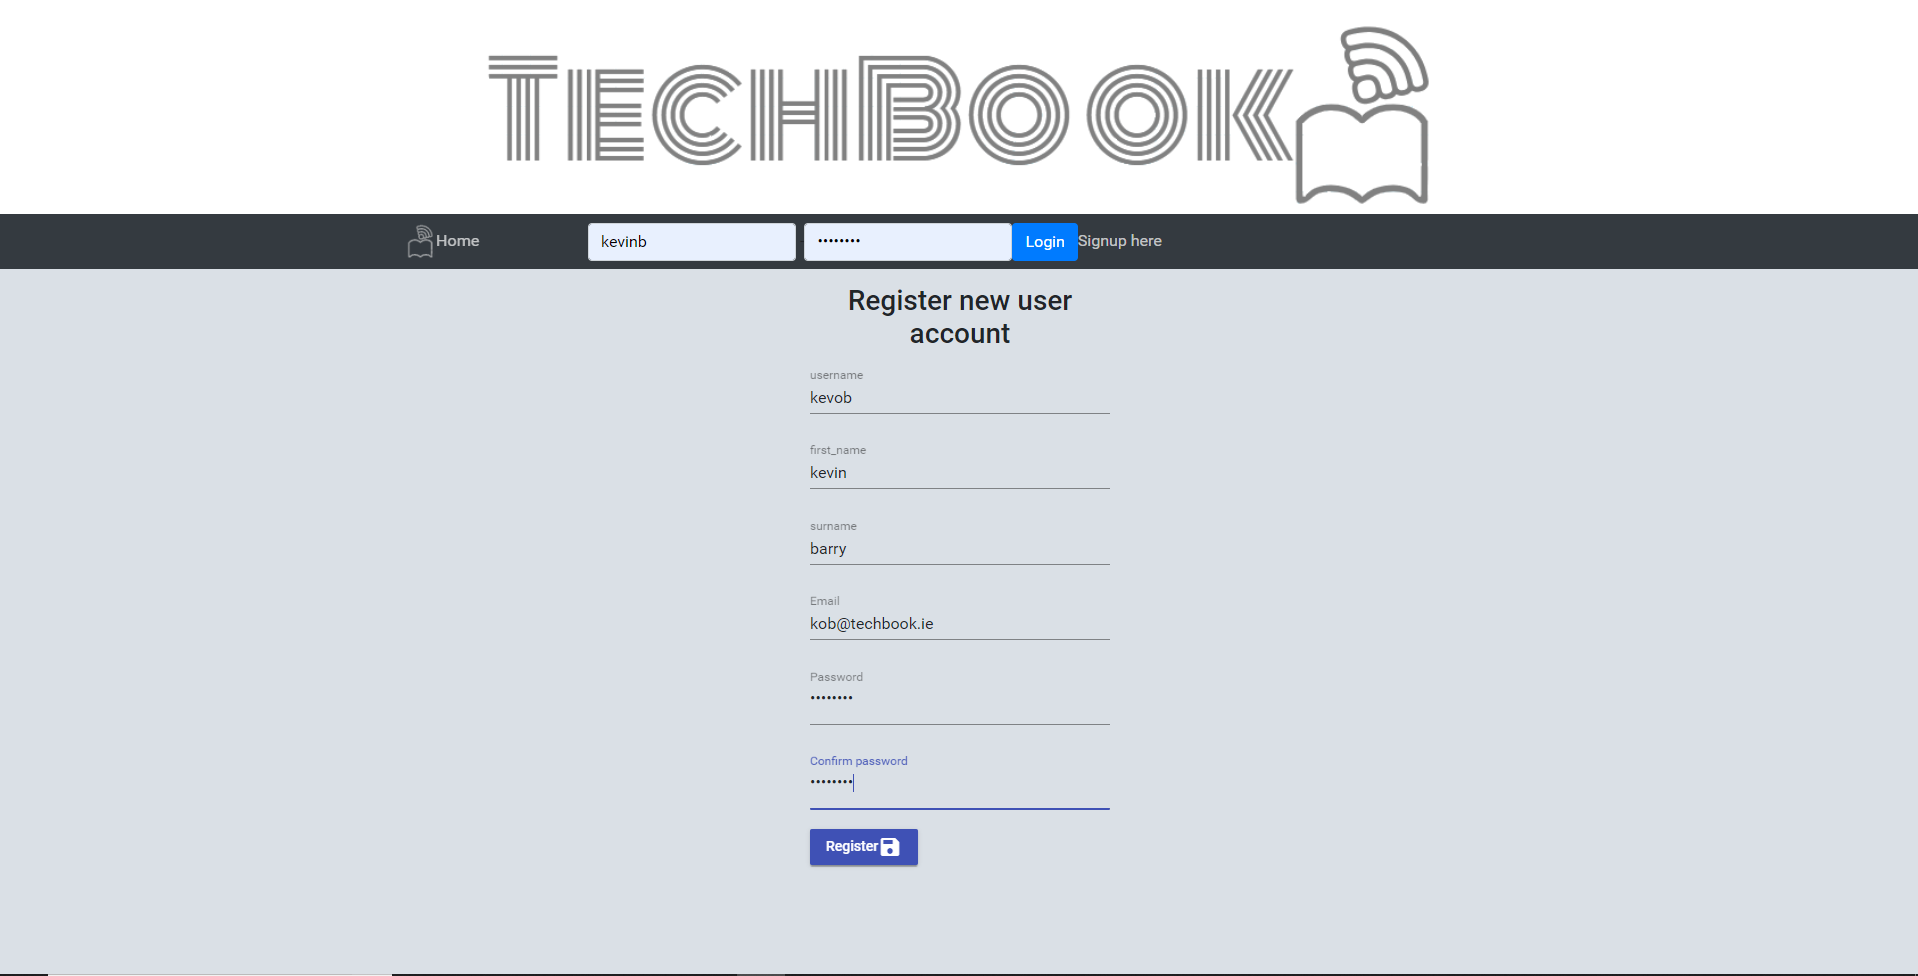 TECHBOOK
Home kevinb •••••••• Login Signup here
Register new user
account
username
kevob
first_name
kevin
surname
barry
Email
kob@techbook.ie
Password
••••••••
Confirm password
••••••••
Register